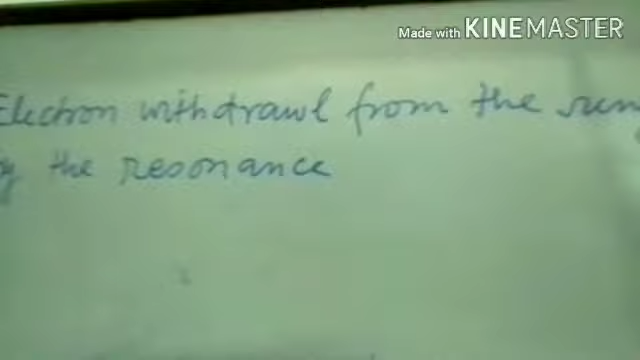 Made with KINEMASTER
Electron withdrawl from the
the resonance